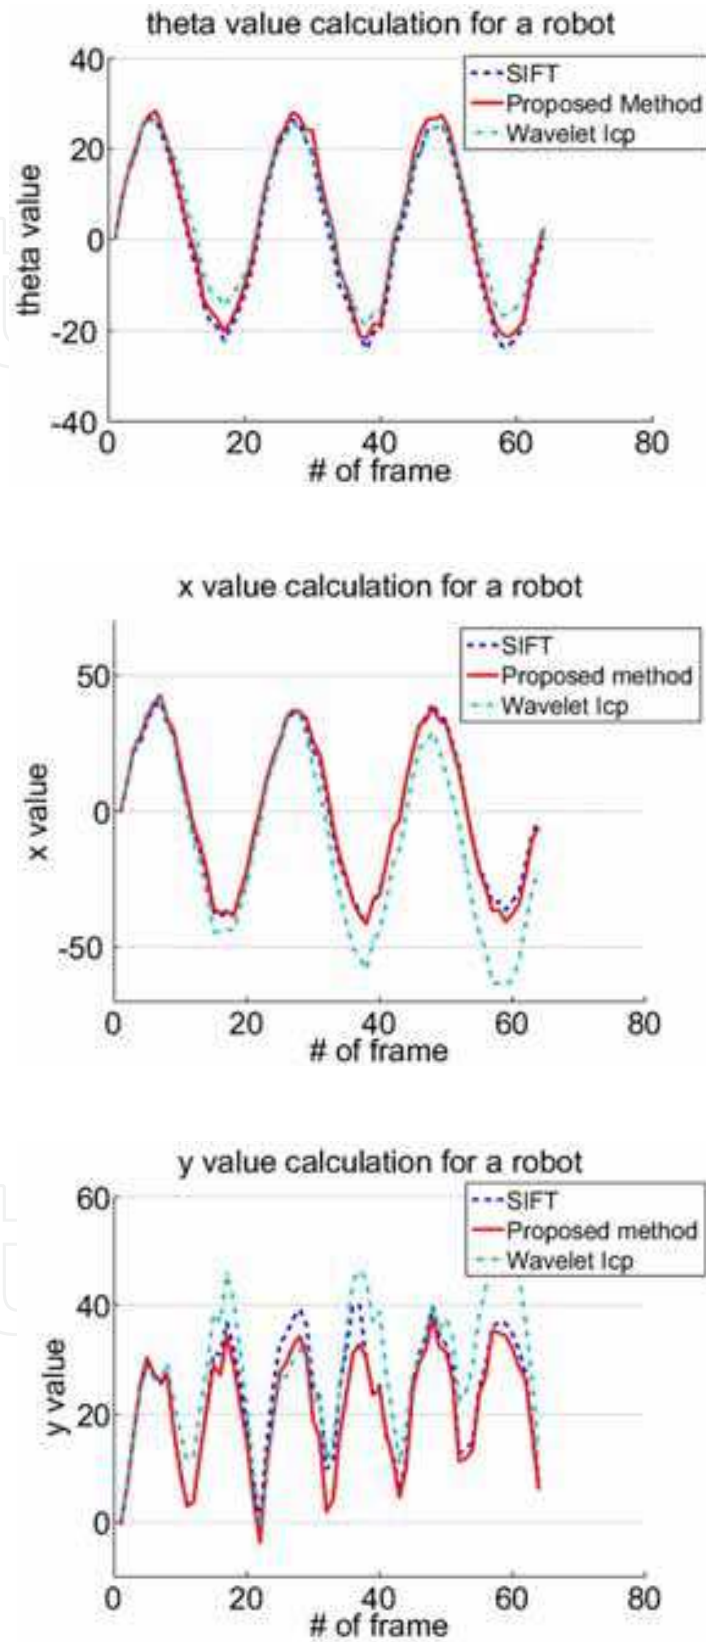 theta value calculation for a robot
40
20
0
-20
-40
theta value
SIFT
Proposed Method
Wavelet Icp
0 20 40 60 80
# of frame
x value calculation for a robot
50
0
-50
x value
SIFT
Proposed method
Wavelet Icp
0 20 40 60 80
# of frame
y value calculation for a robot
60
40
20
0
y value
SIFT
Proposed method
Wavelet Icp
0 20 40 60 80
# of frame